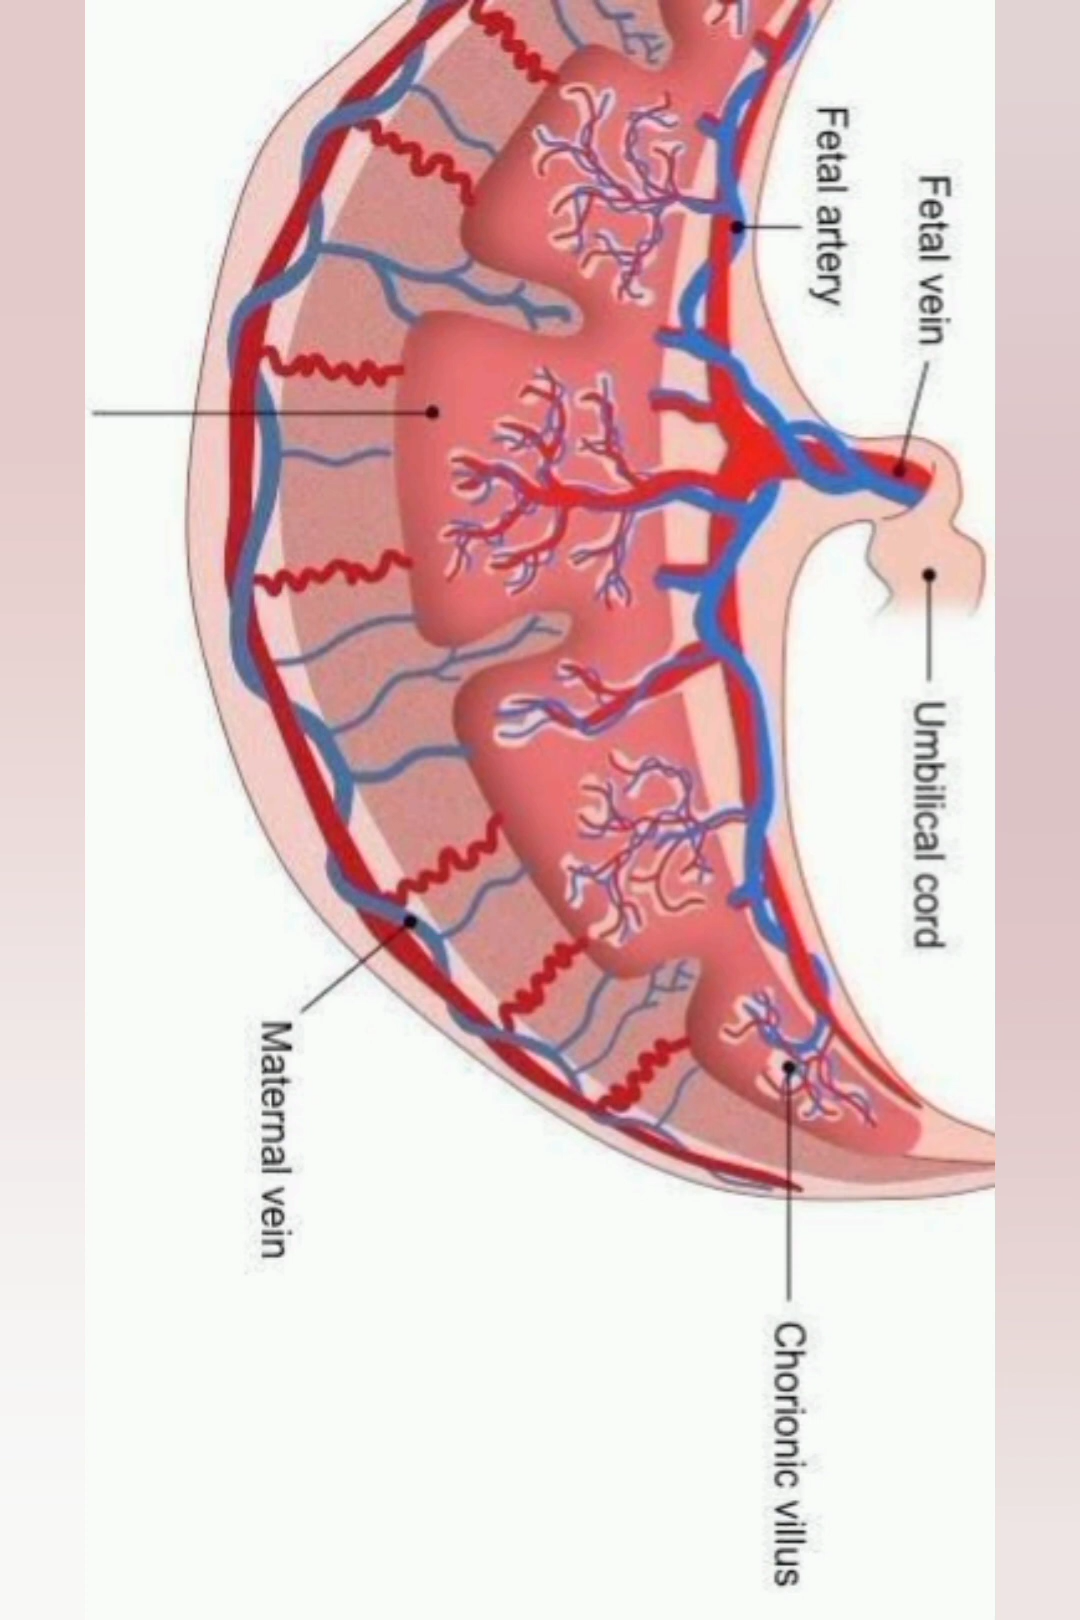 Umbilical cord
Fetal vein
Fetal artery
Chorionic villus
Maternal vein